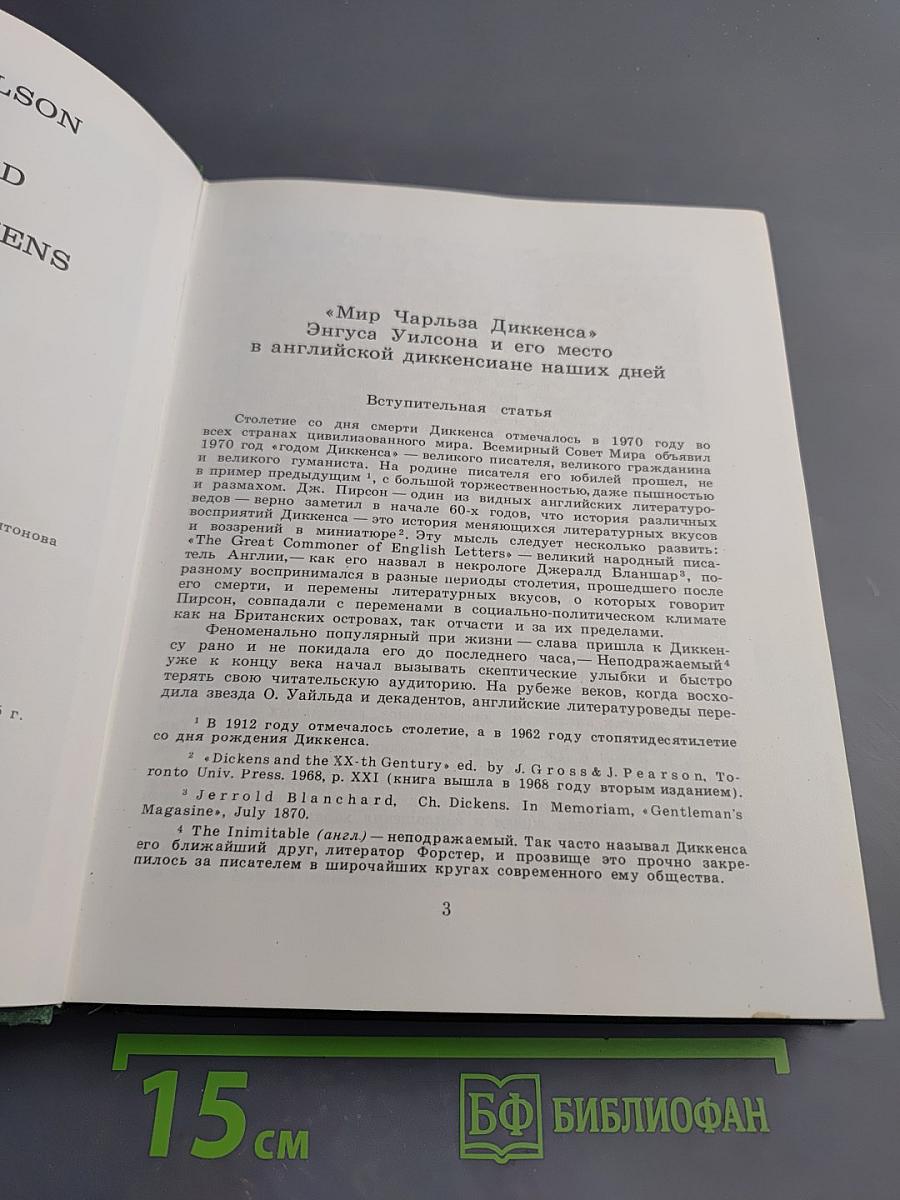 LSON
D
ENS
тонова
г.
«Мир Чарльза Диккенса»
Энгуса Уилсона и его место
в английской диккенсиане наших дней
Вступительная статья
Столетие со дня смерти Диккенса отмечалось в 1970 году во
всех странах цивилизованного мира. Всемирный Совет Мира объявил
1970 год «годом Диккенса» — великого писателя, великого гражданина
и великого гуманиста. На родине писателя его юбилей прошел, не
в пример предыдущим ¹, с большой торжественностью, даже пышностью
и размахом. Дж. Пирсон — один из видных английских литературо-
ведов — верно заметил в начале 60-х годов, что история различных
восприятий Диккенса — это история меняющихся литературных вкусов
и воззрений в миниатюре². Эту мысль следует несколько развить:
«The Great Commoner of English Letters» — великий народный писа-
тель Англии,— как его назвал в некрологе Джералд Бланшар³, по-
разному воспринимался в разные периоды столетия, прошедшего после
его смерти, и перемены литературных вкусов, о которых говорит
Пирсон, совпадали с переменами в социально-политическом климате
как на Британских островах, так отчасти и за их пределами.
Феноменально популярный при жизни — слава пришла к Диккен-
су рано и не покидала его до последнего часа,— Неподражаемый⁴
уже к концу века начал вызывать скептические улыбки и быстро
терять свою читательскую аудиторию. На рубеже веков, когда восхо-
дила звезда О. Уайльда и декадентов, английские литературоведы пере-
¹ В 1912 году отмечалось столетие, а в 1962 году стопятидесятилетие
со дня рождения Диккенса.
² «Dickens and the XX-th Gentury» ed. by J. Gross & J. Pearson, To-
ronto Univ. Press. 1968, p. XXI (книга вышла в 1968 году вторым изданием).
³ Jerrold Blanchard, Ch. Dickens. In Memoriam, «Gentleman's
Magasine», July 1870.
⁴ The Inimitable (англ.) — неподражаемый. Так часто называл Диккенса
его ближайший друг, литератор Форстер, и прозвище это прочно закре-
пилось за писателем в широчайших кругах современного ему общества.
3
15 см
БФ БИБЛИОФАН